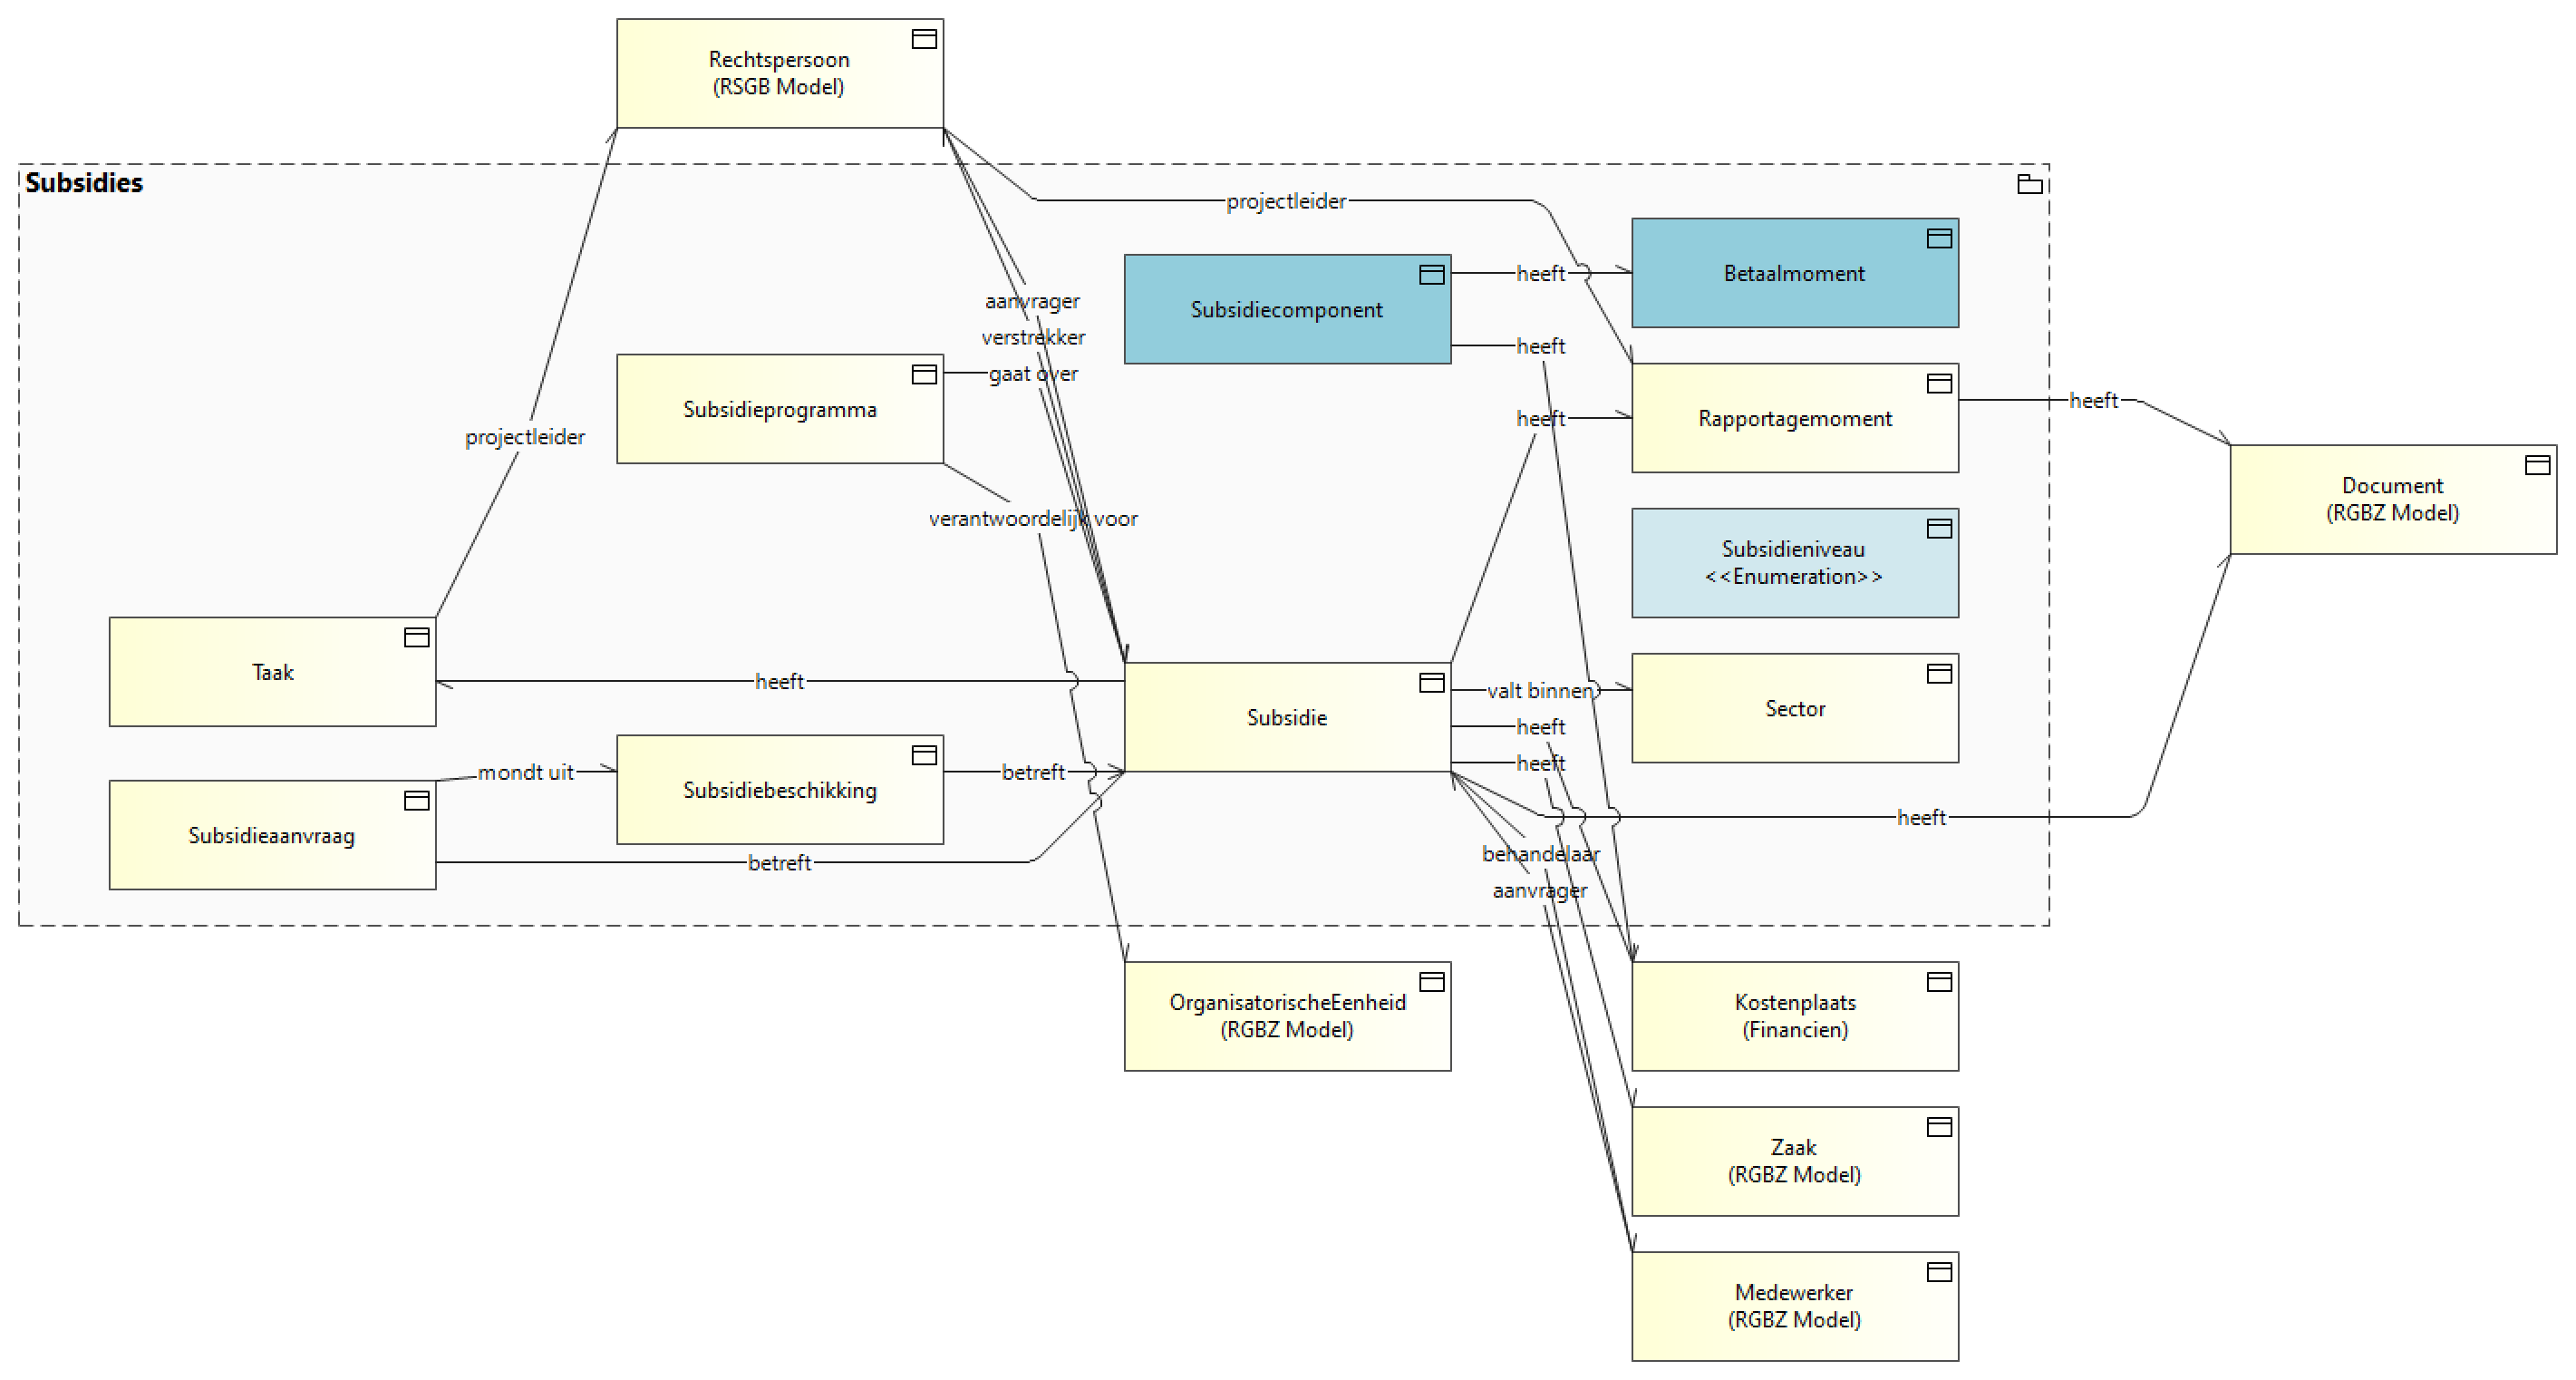 Rechtspersoon
(RSGB Model)
Subsidies
projectleider
Betaalmoment
heeft
aanvrager
Subsidiecomponent
verstrekker
heeft
gaat over
Subsidieprogramma
heeft
Rapportagemoment
heeft
projectleider
Document
(RGBZ Model)
verantwoordelijk voor
Subsidieniveau
<<Enumeration>>
Taak
heeft
Subsidie
valt binnen
Sector
heeft
heeft
mondt uit
Subsidiebeschikking
betreft
Subsidieaanvraag
heeft
betreft
behandelaar
aanvrager
OrganisatorischeEenheid
(RGBZ Model)
Kostenplaats
(Financien)
Zaak
(RGBZ Model)
Medewerker
(RGBZ Model)